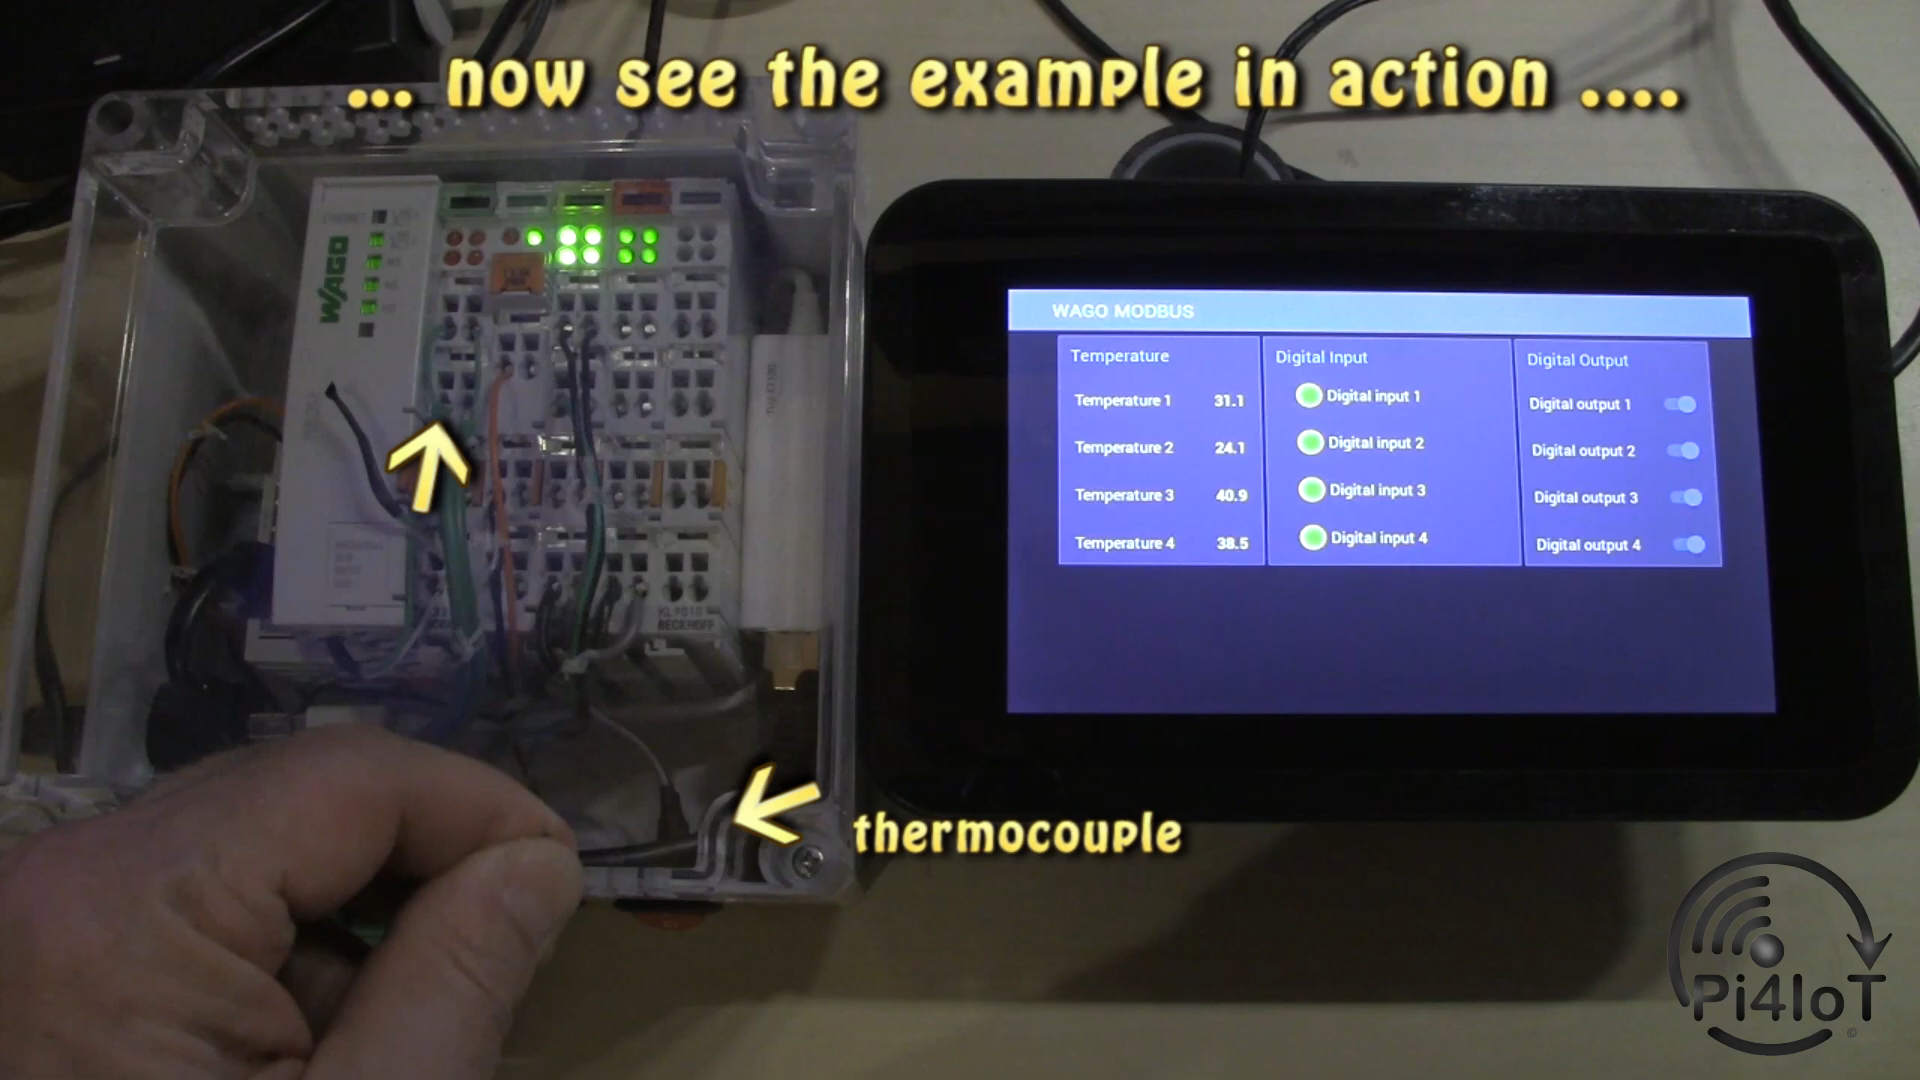 ... now see the example in action ....
WAGO
WAGO MODBUS
Temperature
Temperature 1 31.1
Temperature 2 24.1
Temperature 3 40.9
Temperature 4 38.5
Digital Input
Digital input 1
Digital input 2
Digital input 3
Digital input 4
Digital Output
Digital output 1
Digital output 2
Digital output 3
Digital output 4
KL9010
BECKHOFF
thermocouple
Pi4IoT
©